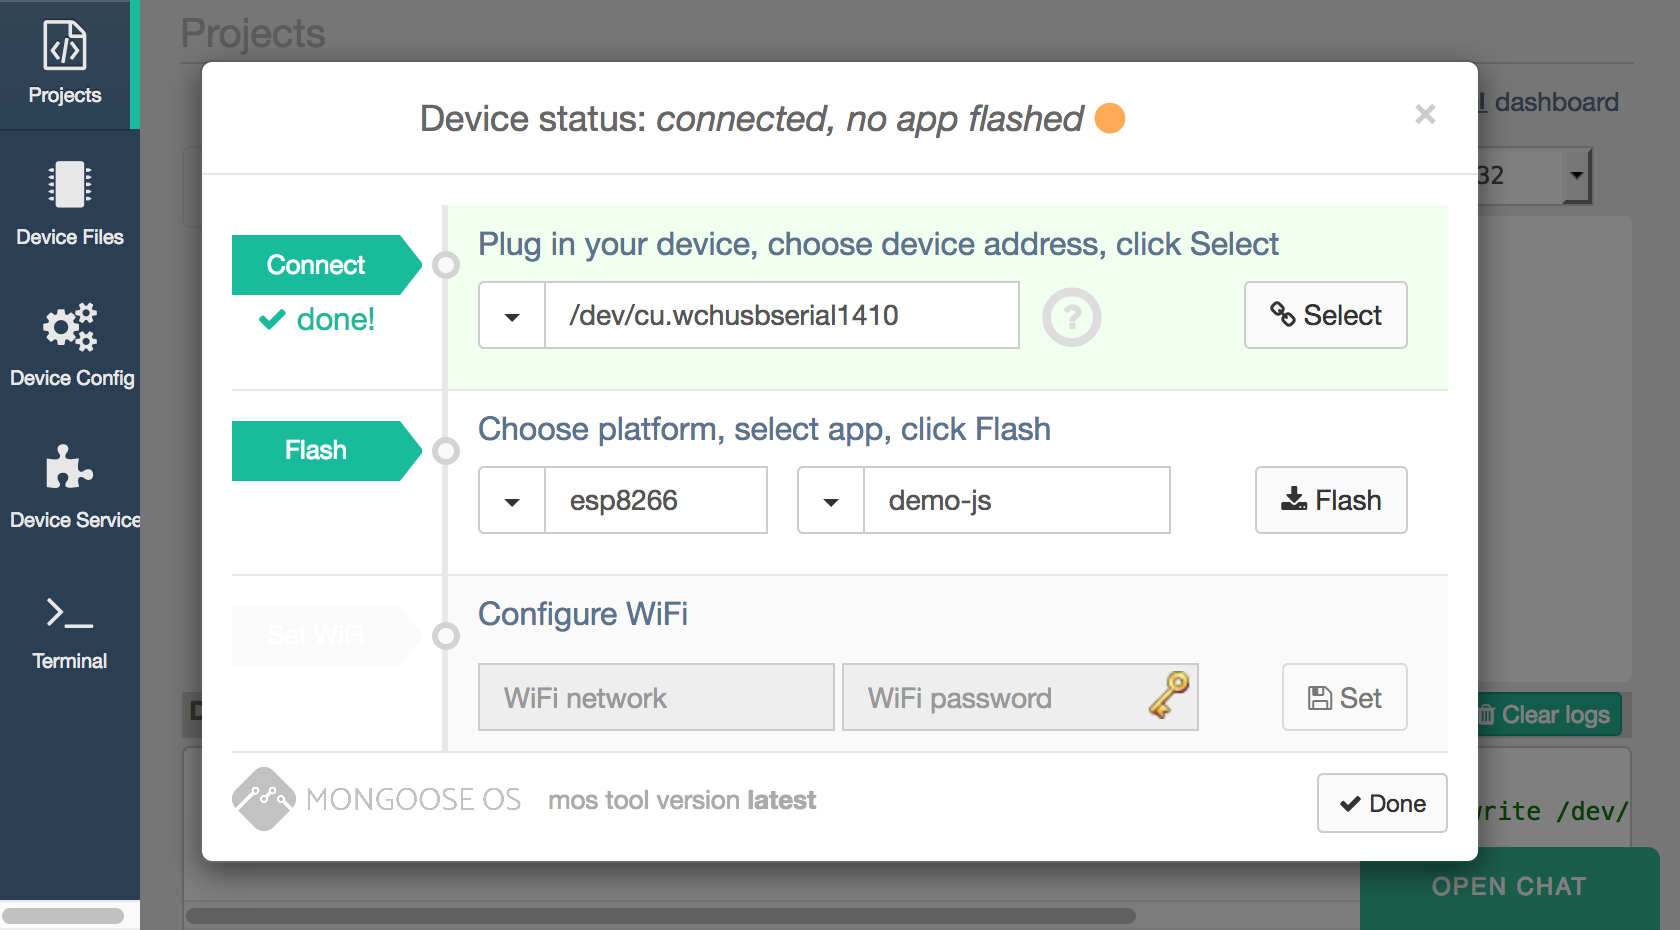 Projects
Projects
Device Files
Device Config
Device Service
Terminal
dashboard
32
Device status: connected, no app flashed
×
Connect
done!
Plug in your device, choose device address, click Select
/dev/cu.wchusbserial1410
?
Select
Flash
Choose platform, select app, click Flash
esp8266
demo-js
Flash
Set WiFi
Configure WiFi
WiFi network
WiFi password
Set
MONGOOSE OS
mos tool version latest
Done
Clear logs
write /dev/
OPEN CHAT